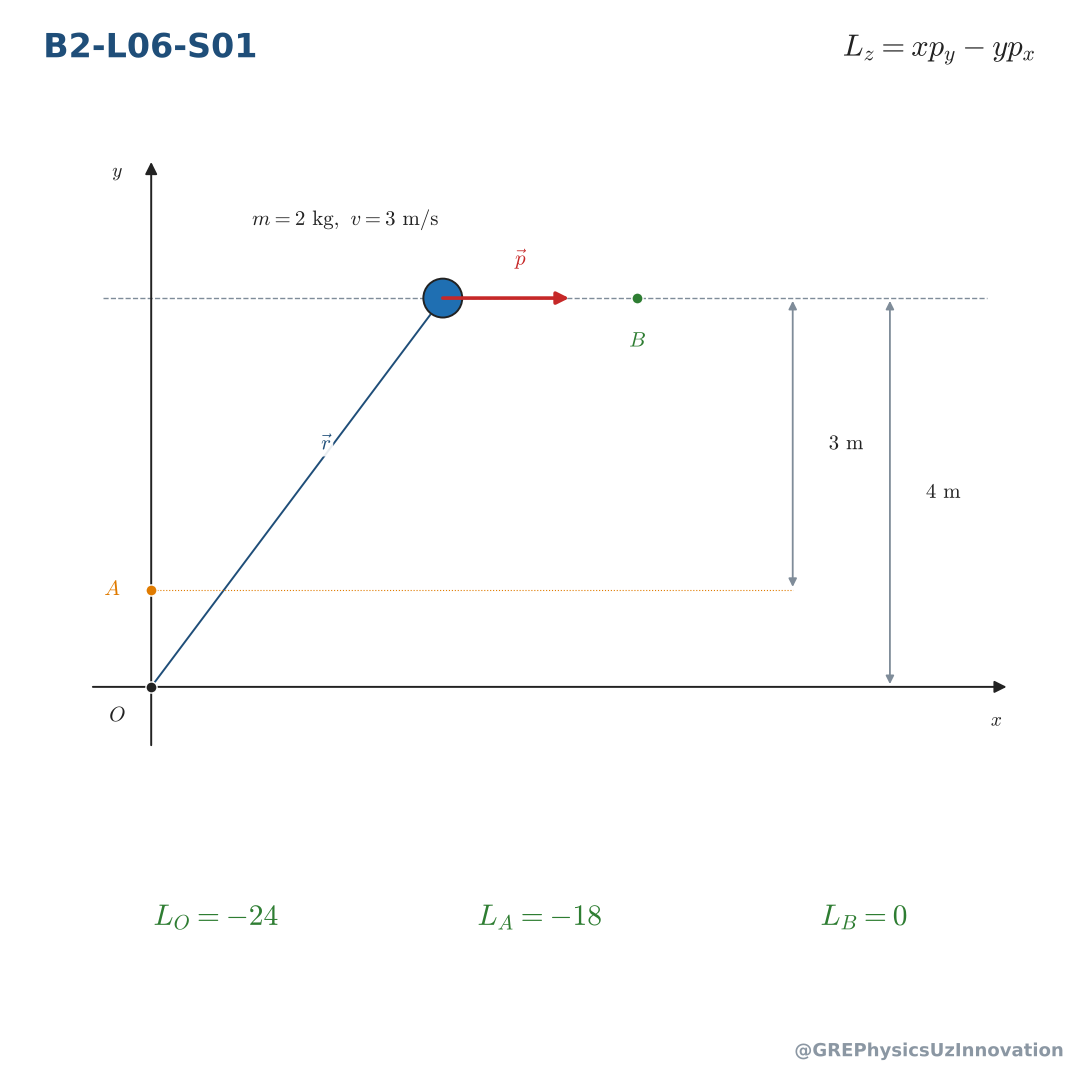 B2-L06-S01
L_z = xp_y − yp_x
y
m = 2 kg, v = 3 m/s
p⃗
B
r⃗
3 m
4 m
A
O
x
L_O = −24
L_A = −18
L_B = 0
@GREPhysicsUzInnovation